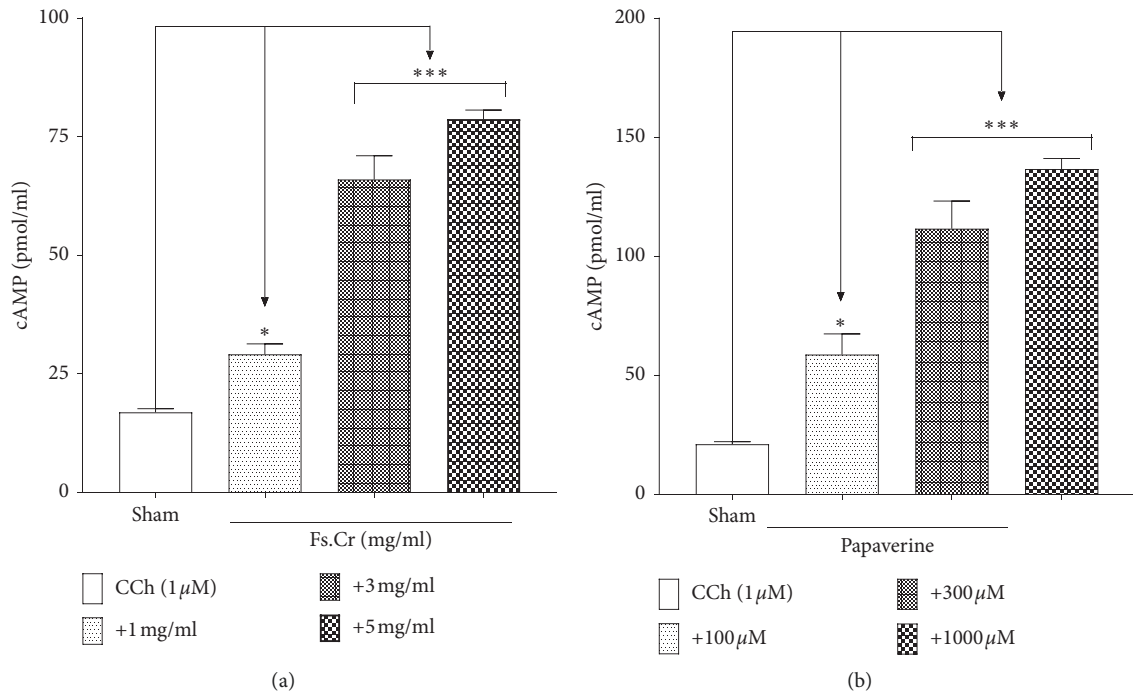 100
75
50
25
0
cAMP (pmol/ml)
***
*
Sham
Fs.Cr (mg/ml)
CCh (1 μM)
+1 mg/ml
+3 mg/ml
+5 mg/ml
(a)
200
150
100
50
0
cAMP (pmol/ml)
***
*
Sham
Papaverine
CCh (1 μM)
+100 μM
+300 μM
+1000 μM
(b)